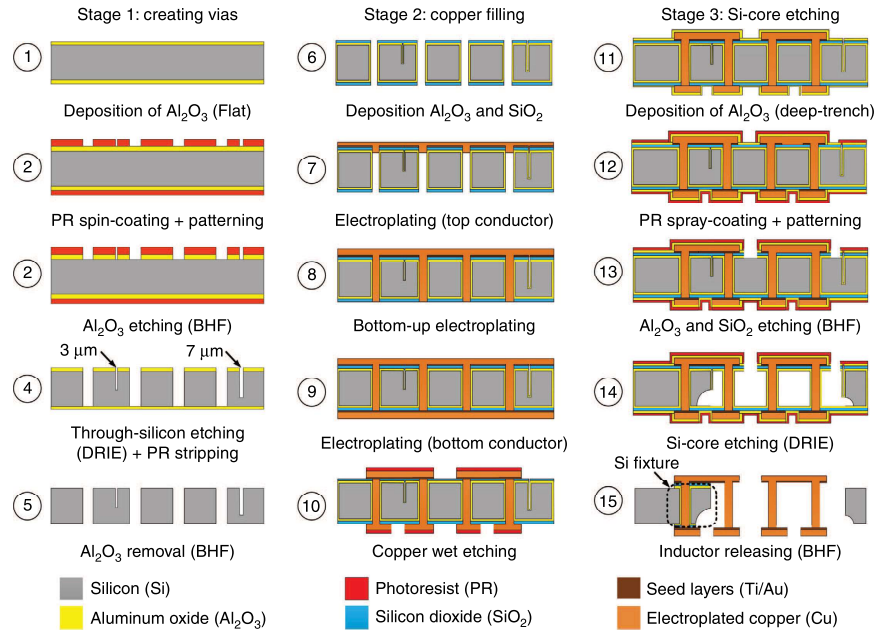 Stage 1: creating vias
1
Deposition of Al₂O₃ (Flat)
2
PR spin-coating + patterning
2
Al₂O₃ etching (BHF)
3 μm
7 μm
4
Through-silicon etching
(DRIE) + PR stripping
5
Al₂O₃ removal (BHF)
Stage 2: copper filling
6
Deposition Al₂O₃ and SiO₂
7
Electroplating (top conductor)
8
Bottom-up electroplating
9
Electroplating (bottom conductor)
10
Copper wet etching
Stage 3: Si-core etching
11
Deposition of Al₂O₃ (deep-trench)
12
PR spray-coating + patterning
13
Al₂O₃ and SiO₂ etching (BHF)
14
Si-core etching (DRIE)
Si fixture
15
Inductor releasing (BHF)
Silicon (Si)
Aluminum oxide (Al₂O₃)
Photoresist (PR)
Silicon dioxide (SiO₂)
Seed layers (Ti/Au)
Electroplated copper (Cu)